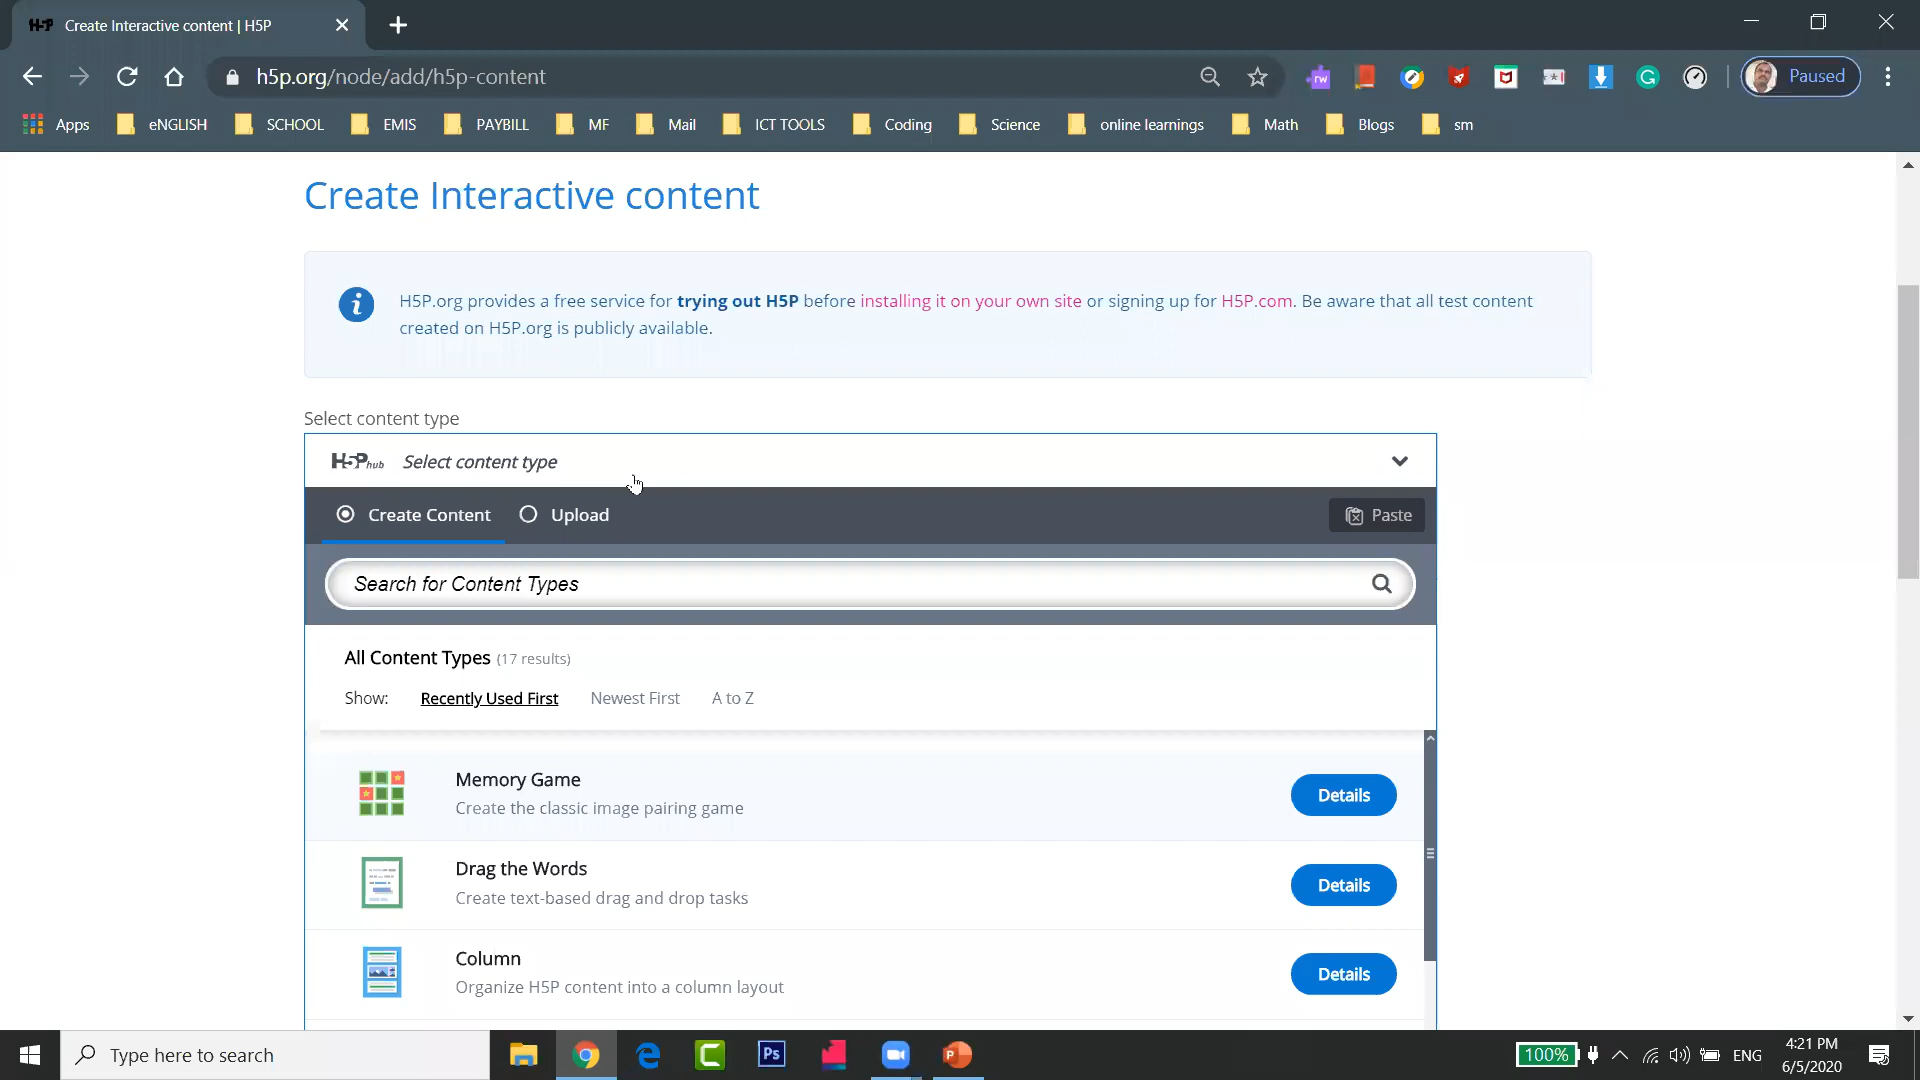 H5P Create Interactive content | H5P
h5p.org/node/add/h5p-content
rw
Paused
Apps eNGLISH SCHOOL EMIS PAYBILL MF Mail ICT TOOLS Coding Science online learnings Math Blogs sm
Create Interactive content
H5P.org provides a free service for trying out H5P before installing it on your own site or signing up for H5P.com. Be aware that all test content
created on H5P.org is publicly available.
Select content type
H5P hub Select content type
Create Content Upload Paste
Search for Content Types
All Content Types (17 results)
Show: Recently Used First Newest First A to Z
Memory Game
Create the classic image pairing game
Details
Drag the Words
Create text-based drag and drop tasks
Details
Column
Organize H5P content into a column layout
Details
Type here to search
Ps
100%
ENG
4:21 PM
6/5/2020